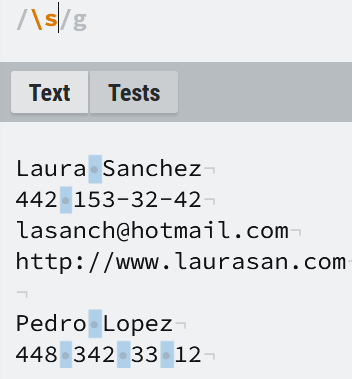 /\s/g
Text Tests
Laura Sanchez¬
442 153-32-42¬
lasanch@hotmail.com¬
http://www.laurasan.com¬
¬
Pedro Lopez¬
448 342 33 12¬